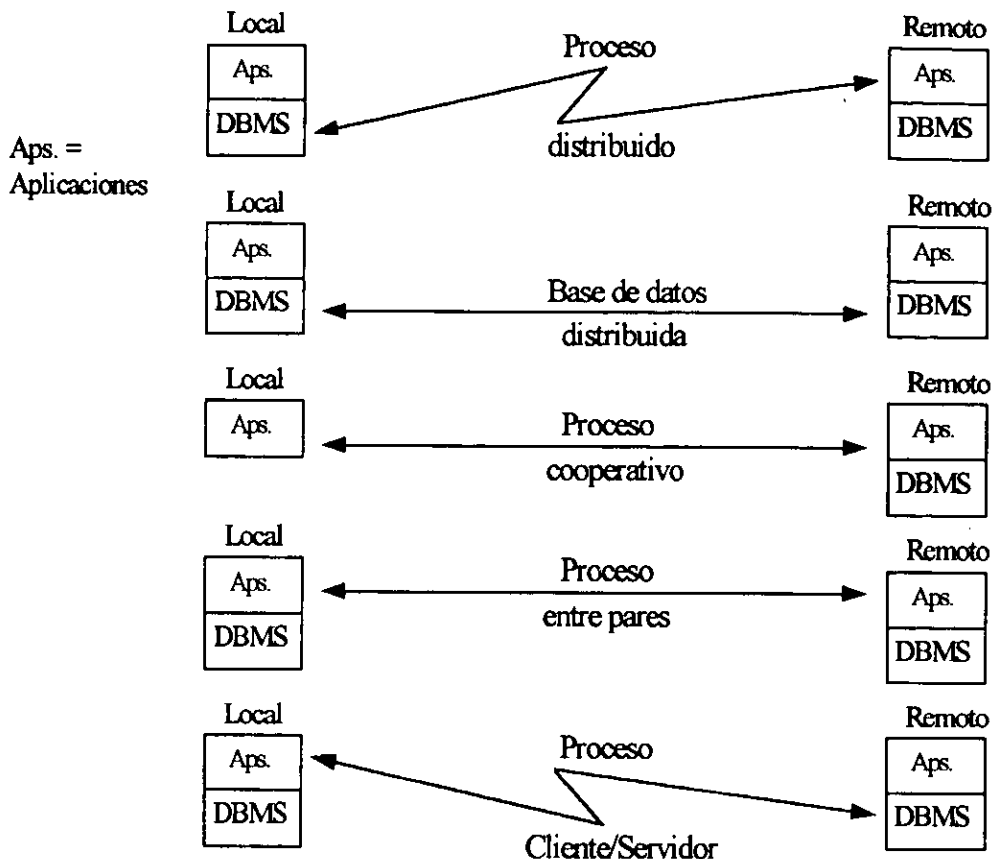 Local
Aps.
DBMS
Proceso
distribuido
Remoto
Aps.
DBMS
Aps. =
Aplicaciones
Local
Aps.
DBMS
Base de datos
distribuida
Remoto
Aps.
DBMS
Local
Aps.
Proceso
cooperativo
Remoto
Aps.
DBMS
Local
Aps.
DBMS
Proceso
entre pares
Remoto
Aps.
DBMS
Local
Aps.
DBMS
Proceso
Cliente/Servidor
Remoto
Aps.
DBMS